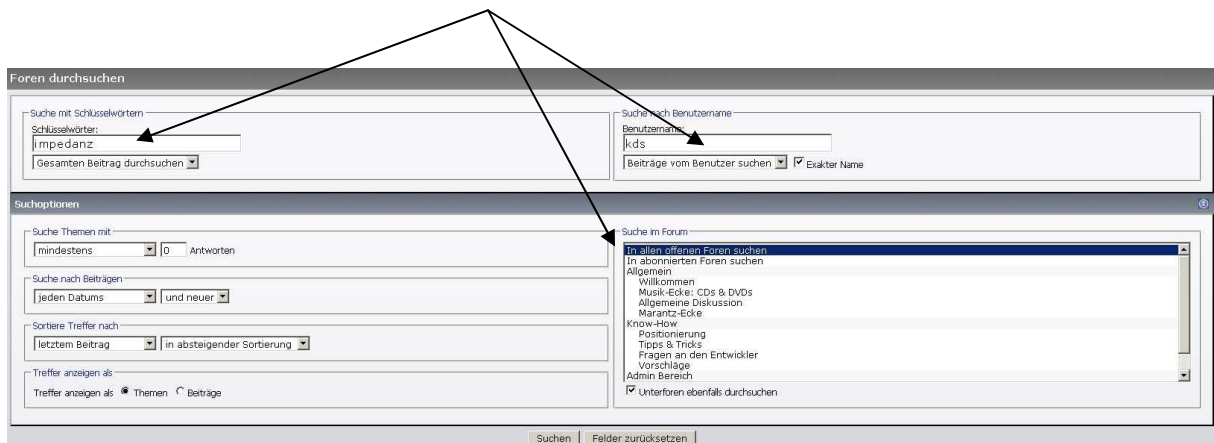 Foren durchsuchen
Suche mit Schlüsselwörtern
Schlüsselwörter:
impedanz
Gesamten Beitrag durchsuchen
Suche nach Benutzername
Benutzername:
kds
Beiträge vom Benutzer suchen Exakter Name
Suchoptionen
Suche Themen mit
mindestens 0 Antworten
Suche nach Beiträgen
jeden Datums und neuer
Sortiere Treffer nach
letztem Beitrag in absteigender Sortierung
Treffer anzeigen als
Treffer anzeigen als Themen Beiträge
Suche im Forum
In allen offenen Foren suchen
In abonnierten Foren suchen
Allgemein
Willkommen
Musik-Ecke: CDs & DVDs
Allgemeine Diskussion
Marantz-Ecke
Know-How
Positionierung
Tipps & Tricks
Fragen an den Entwickler
Vorschläge
Admin Bereich
Unterforen ebenfalls durchsuchen
Suchen Felder zurücksetzen